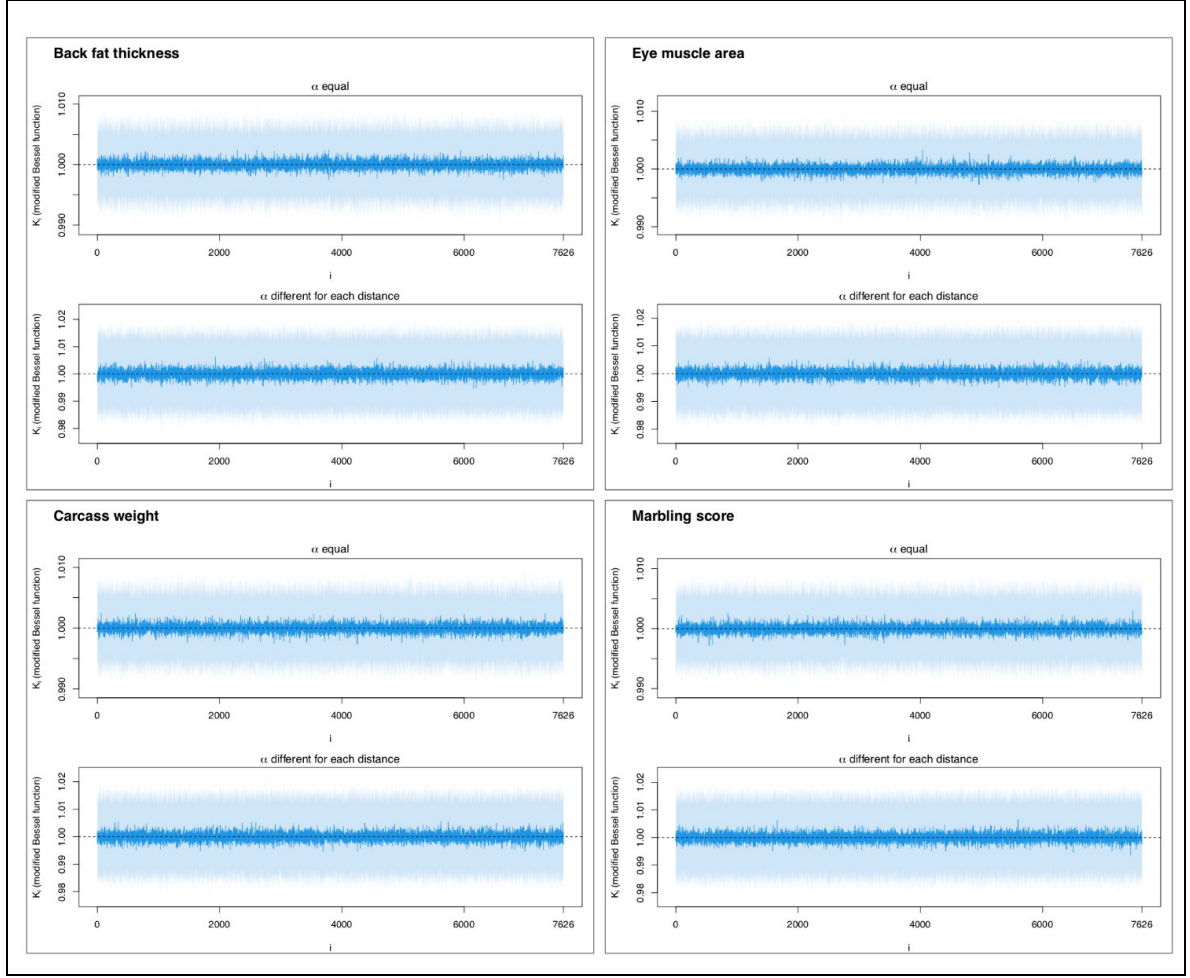 Back fat thickness
α equal
K_i (modified Bessel function)
1.010
1.000
0.990
0
2000
4000
6000
7626
i
α different for each distance
K_i (modified Bessel function)
1.02
1.01
1.00
0.99
0.98
0
2000
4000
6000
7626
i
Eye muscle area
α equal
K_i (modified Bessel function)
1.010
1.000
0.990
0
2000
4000
6000
7626
i
α different for each distance
K_i (modified Bessel function)
1.02
1.01
1.00
0.99
0.98
0
2000
4000
6000
7626
i
Carcass weight
α equal
K_i (modified Bessel function)
1.010
1.000
0.990
0
2000
4000
6000
7626
i
α different for each distance
K_i (modified Bessel function)
1.02
1.01
1.00
0.99
0.98
0
2000
4000
6000
7626
i
Marbling score
α equal
K_i (modified Bessel function)
1.010
1.000
0.990
0
2000
4000
6000
7626
i
α different for each distance
K_i (modified Bessel function)
1.02
1.01
1.00
0.99
0.98
0
2000
4000
6000
7626
i